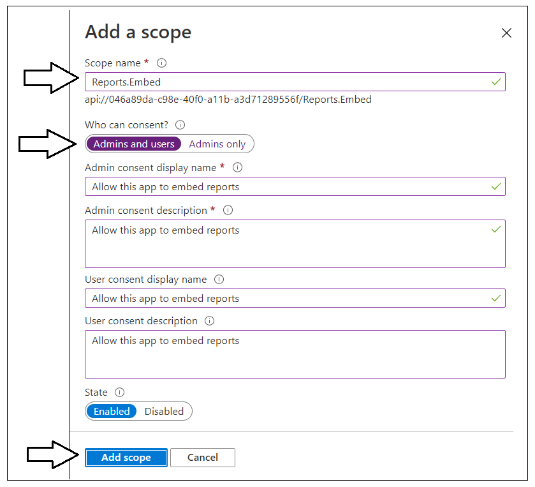 Add a scope
Scope name *
Reports.Embed
api://046a89da-c98e-40f0-a11b-a3d71289556f/Reports.Embed
Who can consent?
Admins and users Admins only
Admin consent display name *
Allow this app to embed reports
Admin consent description *
Allow this app to embed reports
User consent display name
Allow this app to embed reports
User consent description
Allow this app to embed reports
State
Enabled Disabled
Add scope Cancel